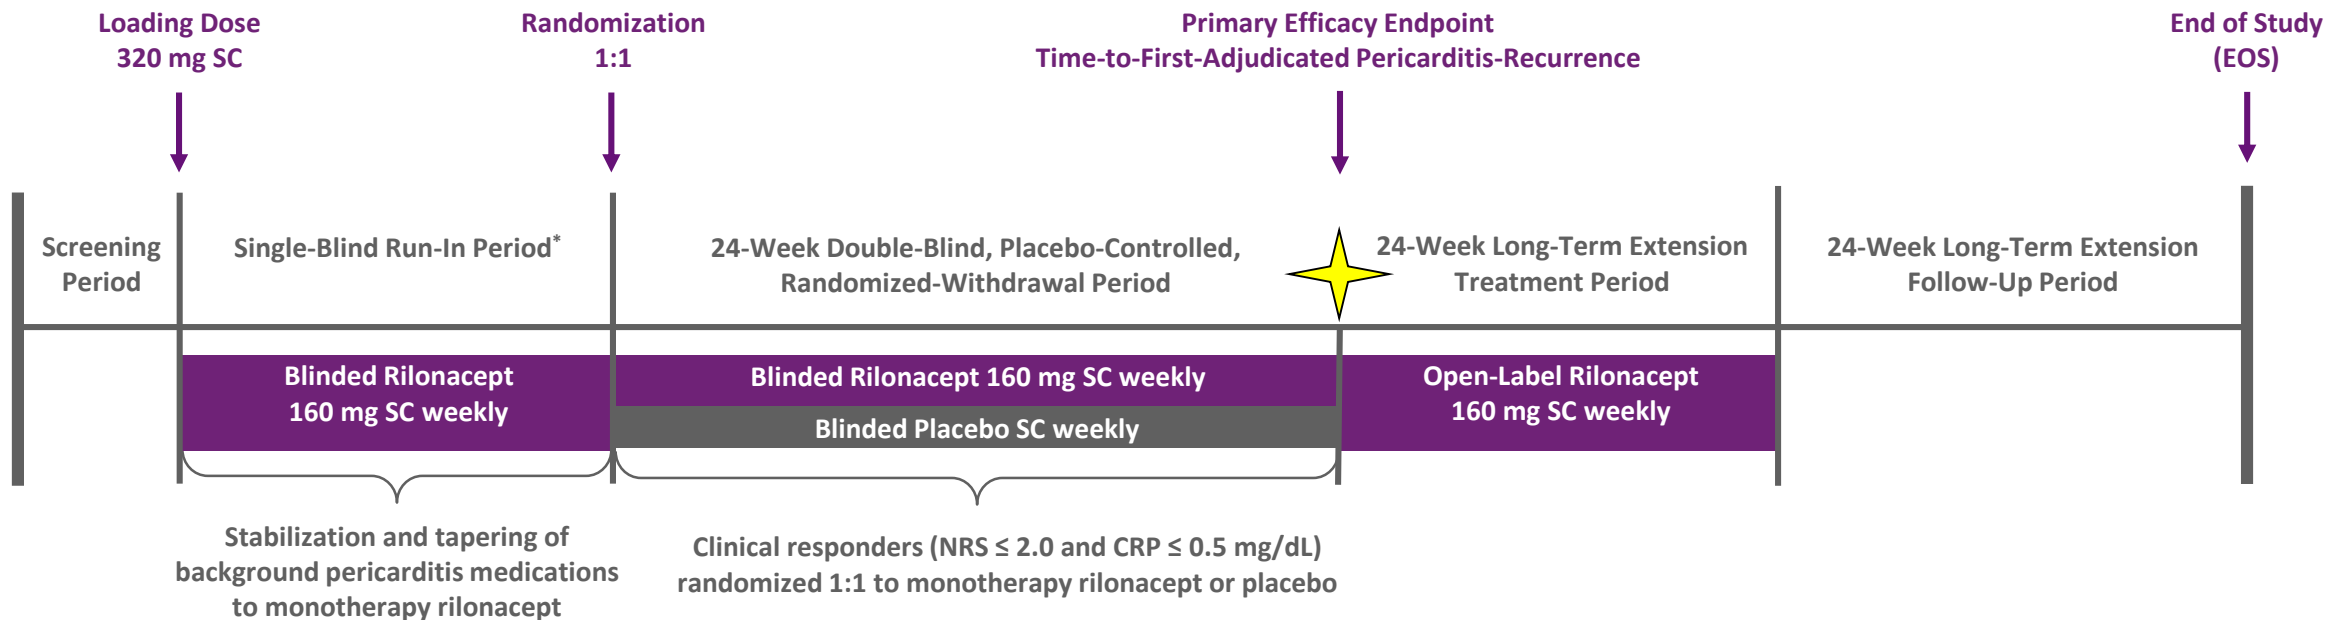 Loading Dose
320 mg SC
Randomization
1:1
Primary Efficacy Endpoint
Time-to-First-Adjudicated Pericarditis-Recurrence
End of Study
(EOS)
Screening
Period
Single-Blind Run-In Period*
24-Week Double-Blind, Placebo-Controlled,
Randomized-Withdrawal Period
24-Week Long-Term Extension
Treatment Period
24-Week Long-Term Extension
Follow-Up Period
Blinded Rilonacept
160 mg SC weekly
Blinded Rilonacept 160 mg SC weekly
Blinded Placebo SC weekly
Open-Label Rilonacept
160 mg SC weekly
Stabilization and tapering of
background pericarditis medications
to monotherapy rilonacept
Clinical responders (NRS ≤ 2.0 and CRP ≤ 0.5 mg/dL)
randomized 1:1 to monotherapy rilonacept or placebo